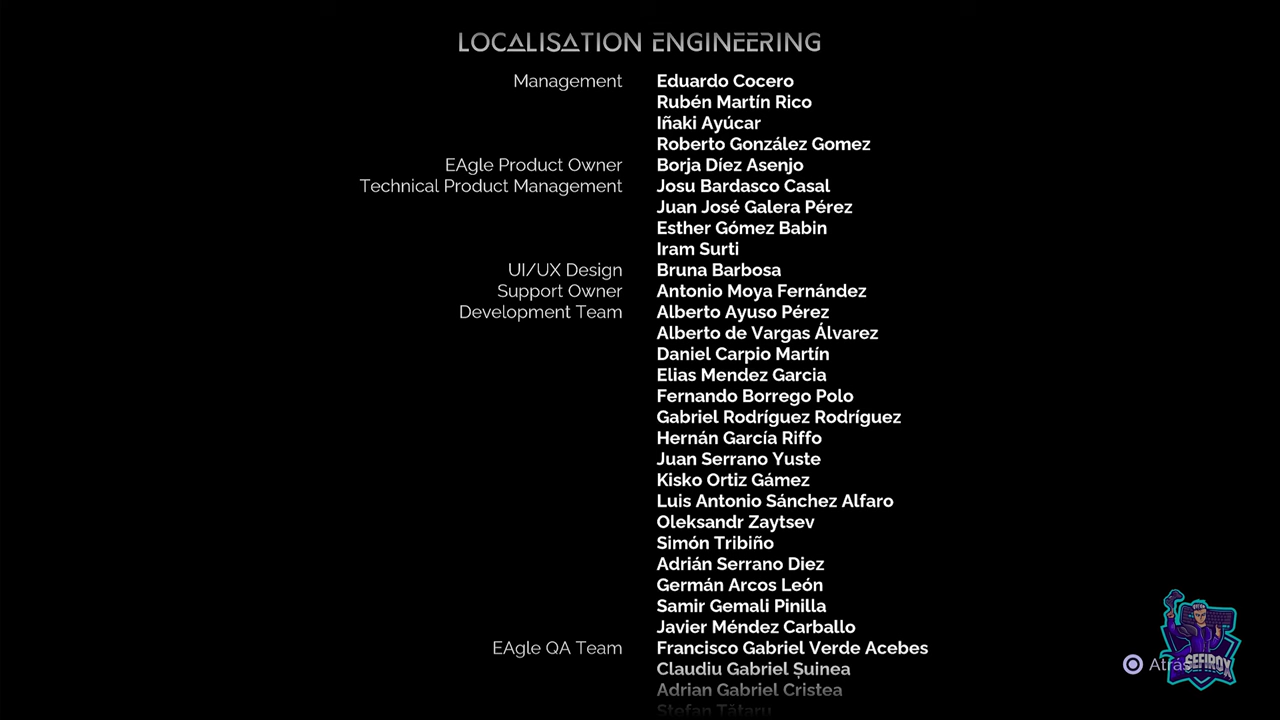 LOCALISATION ENGINEERING
Management Eduardo Cocero
Rubén Martín Rico
Iñaki Ayúcar
Roberto González Gomez
EAgle Product Owner Borja Díez Asenjo
Technical Product Management Josu Bardasco Casal
Juan José Galera Pérez
Esther Gómez Babin
Iram Surti
UI/UX Design Bruna Barbosa
Support Owner Antonio Moya Fernández
Development Team Alberto Ayuso Pérez
Alberto de Vargas Álvarez
Daniel Carpio Martín
Elias Mendez Garcia
Fernando Borrego Polo
Gabriel Rodríguez Rodríguez
Hernán García Riffo
Juan Serrano Yuste
Kisko Ortiz Gámez
Luis Antonio Sánchez Alfaro
Oleksandr Zaytsev
Simón Tribiño
Adrián Serrano Diez
Germán Arcos León
Samir Gemali Pinilla
Javier Méndez Carballo
EAgle QA Team Francisco Gabriel Verde Acebes
Claudiu Gabriel Șuinea
Adrian Gabriel Cristea
Stefan Tătaru
Atrás
SEFIROX